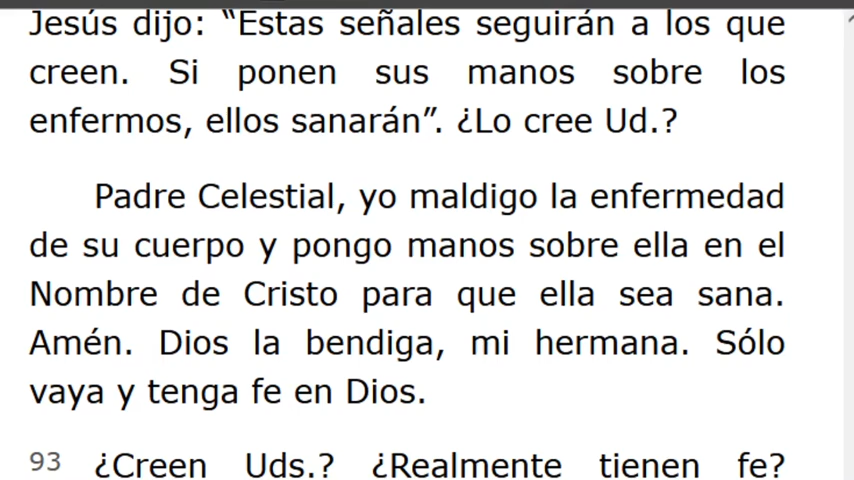 Jesús dijo: “Estas señales seguirán a los que
creen. Si ponen sus manos sobre los
enfermos, ellos sanarán”. ¿Lo cree Ud.?
Padre Celestial, yo maldigo la enfermedad
de su cuerpo y pongo manos sobre ella en el
Nombre de Cristo para que ella sea sana.
Amén. Dios la bendiga, mi hermana. Sólo
vaya y tenga fe en Dios.
93 ¿Creen Uds.? ¿Realmente tienen fe?